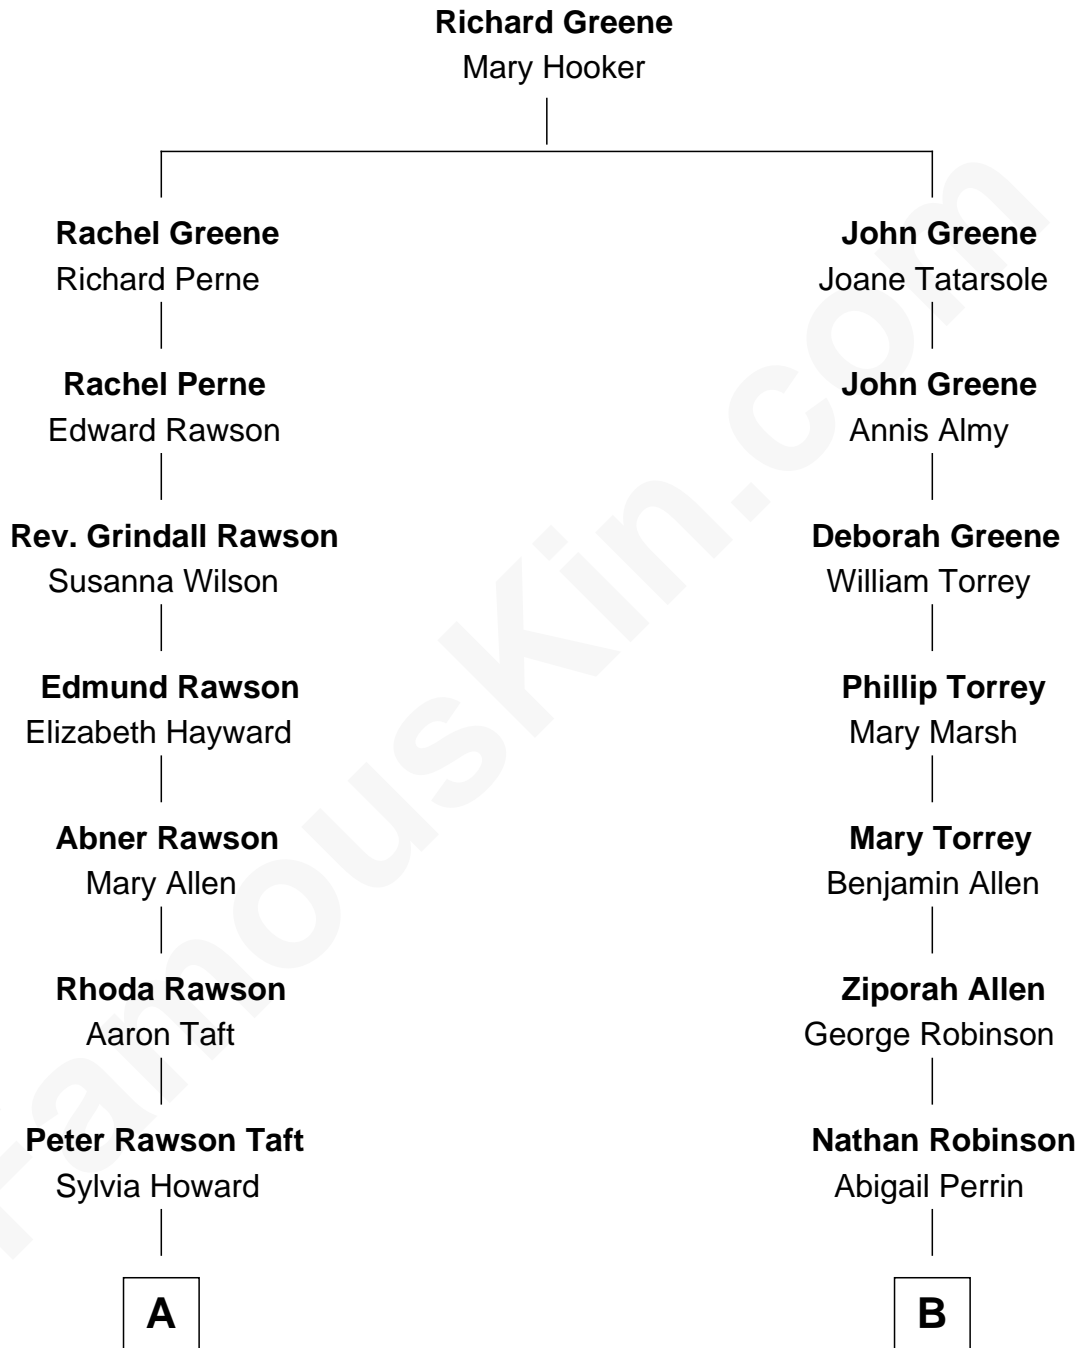 Richard Greene
Mary Hooker
Rachel Greene
Richard Perne
John Greene
Joane Tatarsole
Rachel Perne
Edward Rawson
John Greene
Annis Almy
Rev. Grindall Rawson
Susanna Wilson
Deborah Greene
William Torrey
Edmund Rawson
Elizabeth Hayward
Phillip Torrey
Mary Marsh
Abner Rawson
Mary Allen
Mary Torrey
Benjamin Allen
Rhoda Rawson
Aaron Taft
Ziporah Allen
George Robinson
Peter Rawson Taft
Sylvia Howard
Nathan Robinson
Abigail Perrin
A
B
FamousKin.com